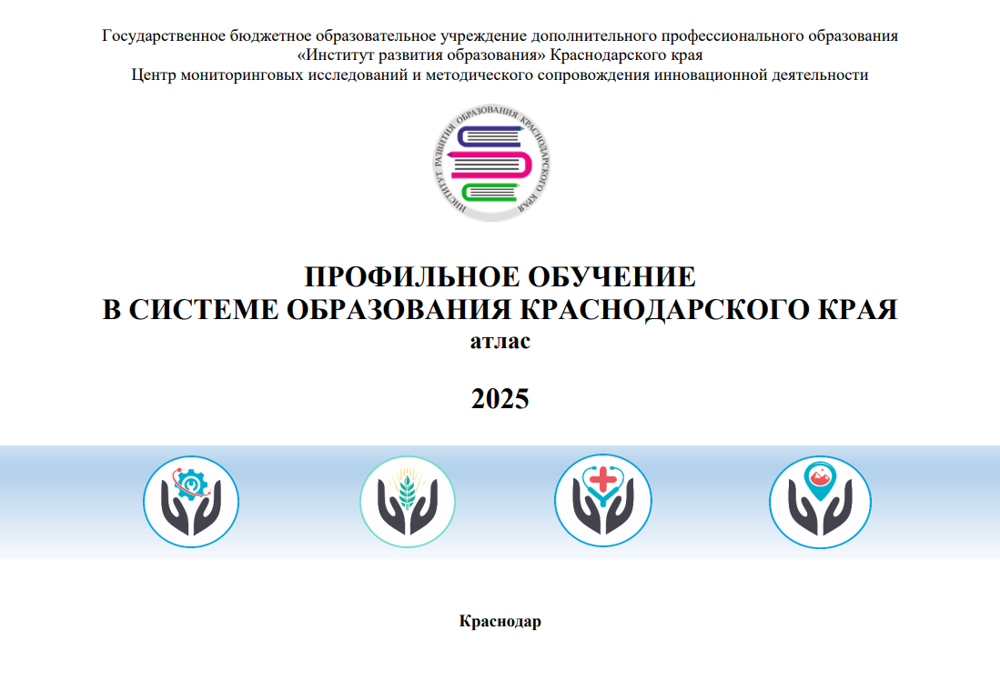 Государственное бюджетное образовательное учреждение дополнительного профессионального образования
«Институт развития образования» Краснодарского края
Центр мониторинговых исследований и методического сопровождения инновационной деятельности
ИНСТИТУТ РАЗВИТИЯ ОБРАЗОВАНИЯ КРАСНОДАРСКОГО КРАЯ
ПРОФИЛЬНОЕ ОБУЧЕНИЕ
В СИСТЕМЕ ОБРАЗОВАНИЯ КРАСНОДАРСКОГО КРАЯ
атлас
2025
Краснодар